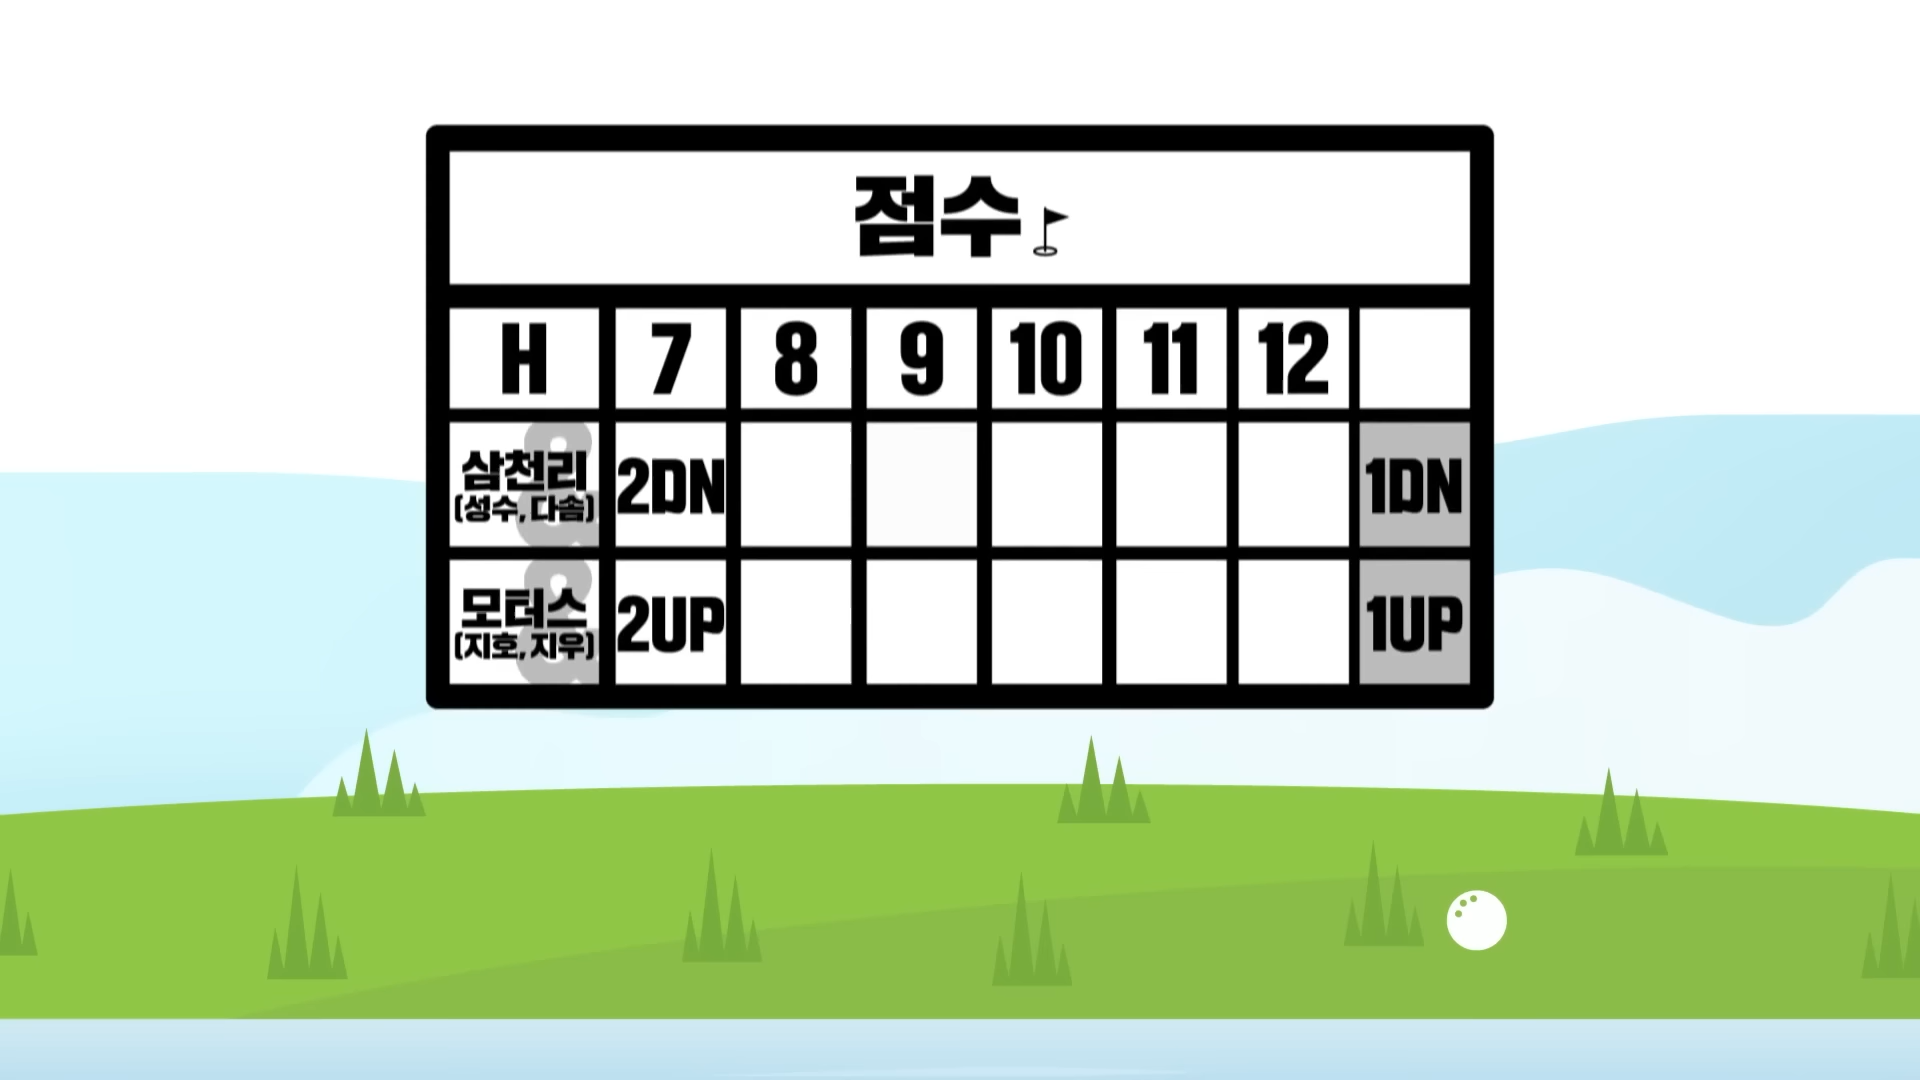 점수
H 7 8 9 10 11 12
삼천리 2DN 1DN
(성수, 다솜)
모터스 2UP 1UP
(지호, 지우)